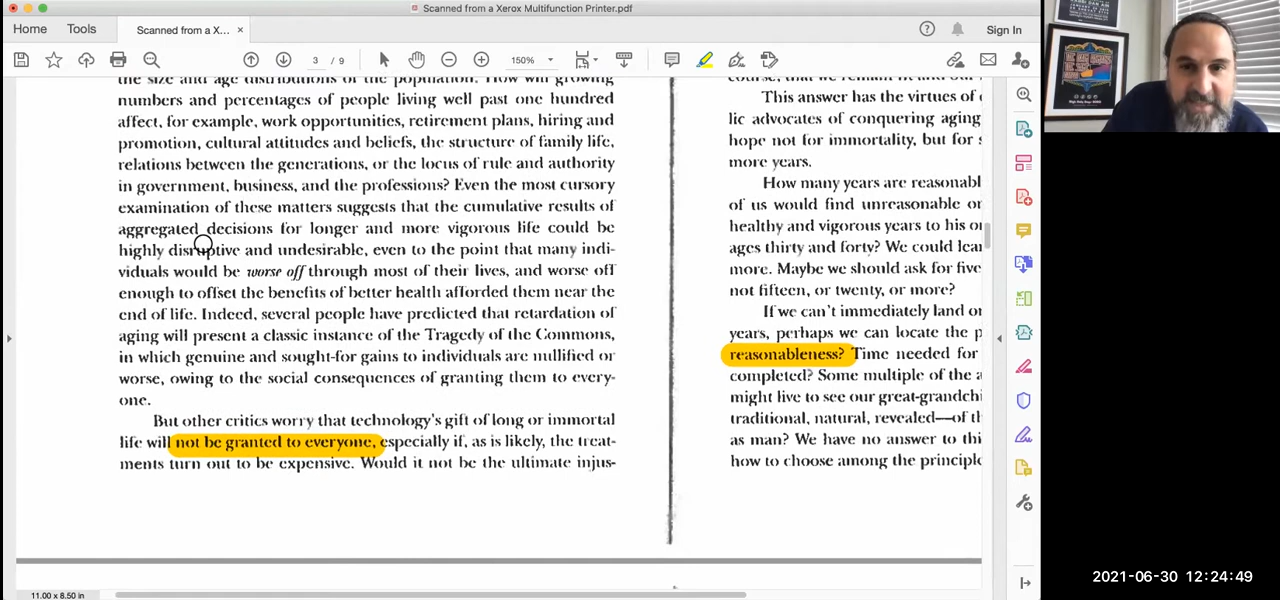 Scanned from a Xerox Multifunction Printer.pdf
Home Tools Scanned from a X... × Sign In
3 / 9 150%
the size and age distributions of the population. How will growing
numbers and percentages of people living well past one hundred
affect, for example, work opportunities, retirement plans, hiring and
promotion, cultural attitudes and beliefs, the structure of family life,
relations between the generations, or the locus of rule and authority
in government, business, and the professions? Even the most cursory
examination of these matters suggests that the cumulative results of
aggregated decisions for longer and more vigorous life could be
highly disruptive and undesirable, even to the point that many indi-
viduals would be worse off through most of their lives, and worse off
enough to offset the benefits of better health afforded them near the
end of life. Indeed, several people have predicted that retardation of
aging will present a classic instance of the Tragedy of the Commons,
in which genuine and sought-for gains to individuals are nullified or
worse, owing to the social consequences of granting them to every-
one.
But other critics worry that technology's gift of long or immortal
life will not be granted to everyone, especially if, as is likely, the treat-
ments turn out to be expensive. Would it not be the ultimate injus-
This answer has the virtues of
lic advocates of conquering aging
hope not for immortality, but for
more years.
How many years are reasonabl
of us would find unreasonable or
healthy and vigorous years to his or
ages thirty and forty? We could lear
more. Maybe we should ask for five
not fifteen, or twenty, or more?
If we can't immediately land or
years, perhaps we can locate the p
reasonableness? Time needed for
completed? Some multiple of the a
might live to see our great-grandchi
traditional, natural, revealed—of th
as man? We have no answer to thi
how to choose among the principle
11.00 x 8.50 in
2021-06-30 12:24:49